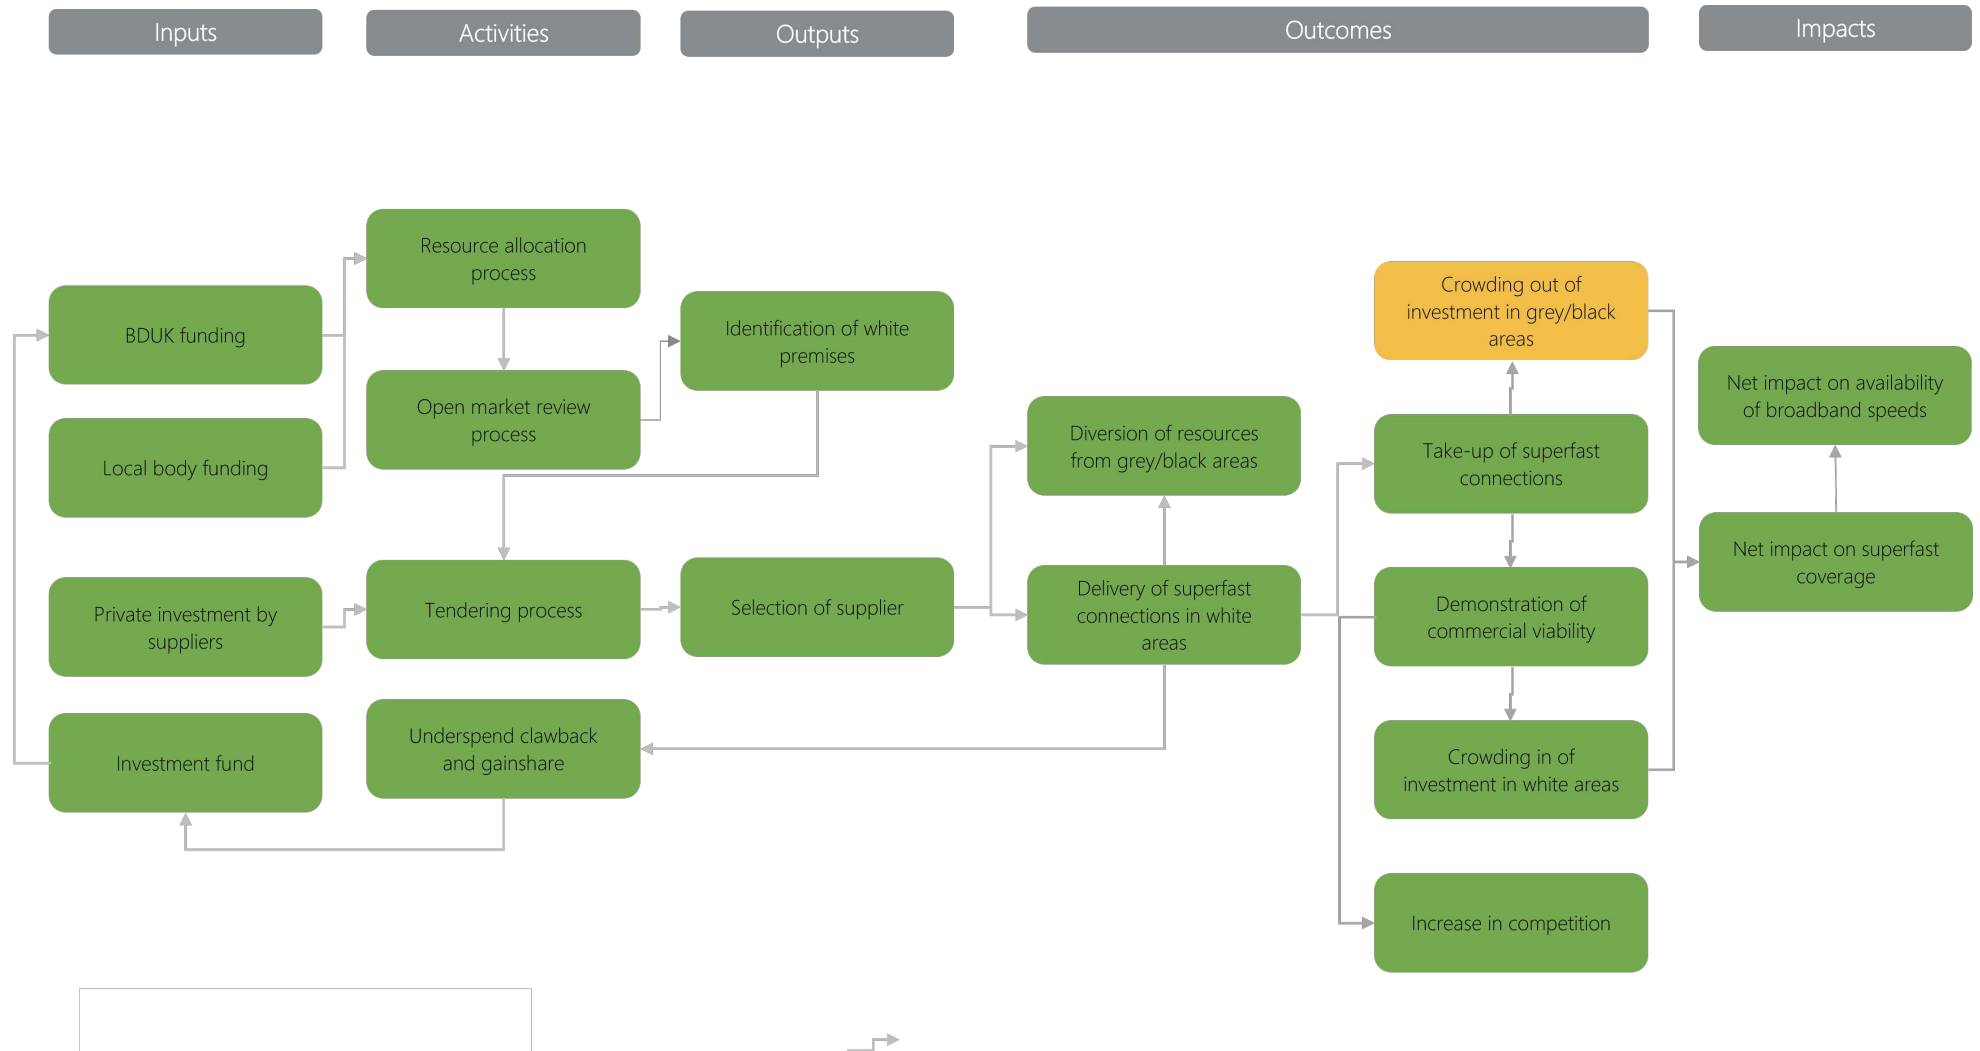 Inputs
Activities
Outputs
Outcomes
Impacts
BDUK funding
Local body funding
Private investment by
suppliers
Investment fund
Resource allocation
process
Open market review
process
Tendering process
Underspend clawback
and gainshare
Identification of white
premises
Selection of supplier
Diversion of resources
from grey/black areas
Delivery of superfast
connections in white
areas
Crowding out of
investment in grey/black
areas
Take-up of superfast
connections
Demonstration of
commercial viability
Crowding in of
investment in white areas
Increase in competition
Net impact on availability
of broadband speeds
Net impact on superfast
coverage